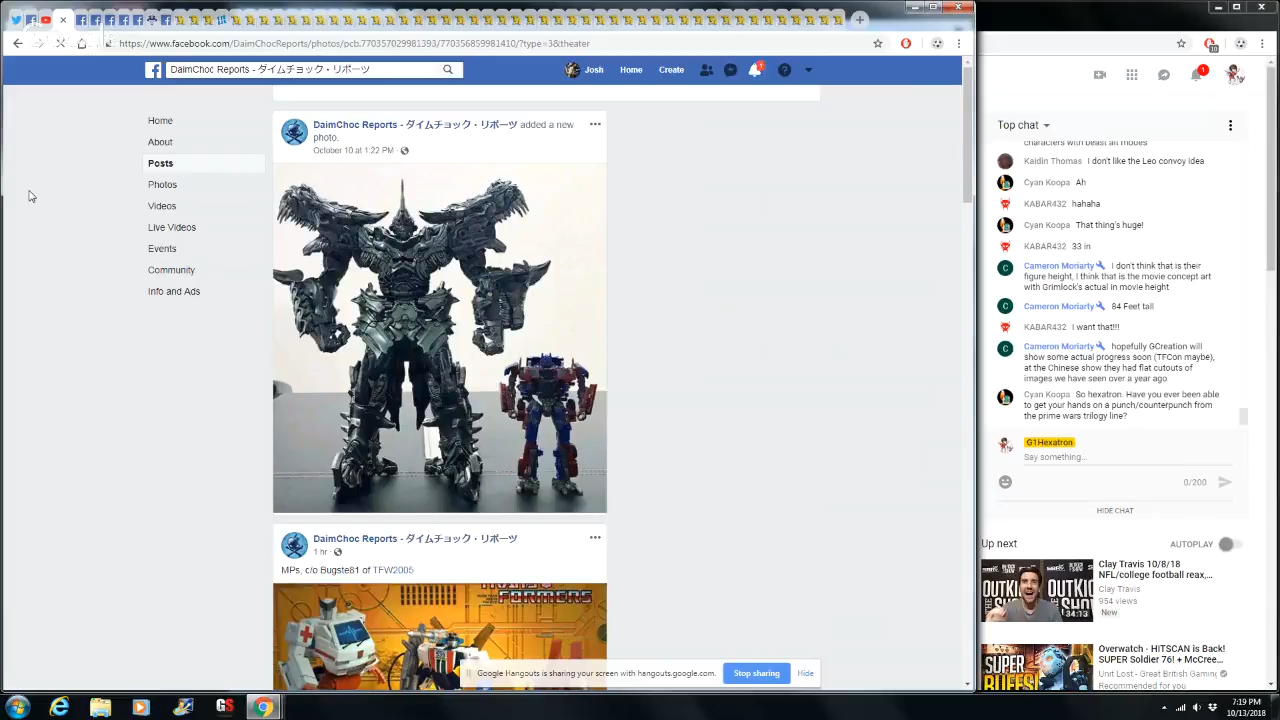 https://www.facebook.com/DaimChocReports/photos/pcb.770357029981393/770356859981410/?type=3&theater
DaimChoc Reports - ダイムチョック・リポーツ
Josh
Home
Create
1
Home
About
Posts
Photos
Videos
Live Videos
Events
Community
Info and Ads
DaimChoc Reports - ダイムチョック・リポーツ added a new
photo.
October 10 at 1:22 PM
DaimChoc Reports - ダイムチョック・リポーツ
1 hr
MPs, c/o Bugste81 of TFW2005
Google Hangouts is sharing your screen with hangouts.google.com.
Stop sharing
Hide
10
1
Top chat
characters with beast alt modes
Kaidin Thomas I don't like the Leo convoy idea
Cyan Koopa Ah
KABAR432 hahaha
Cyan Koopa That thing's huge!
KABAR432 33 in
Cameron Moriarty I don't think that is their
figure height, I think that is the movie concept art
with Grimlock's actual in movie height
Cameron Moriarty 84 Feet tall
KABAR432 I want that!!!
Cameron Moriarty hopefully GCreation will
show some actual progress soon (TFCon maybe),
at the Chinese show they had flat cutouts of
images we have seen over a year ago
Cyan Koopa So hexatron. Have you ever been able
to get your hands on a punch/counterpunch from
the prime wars trilogy line?
G1Hexatron
Say something...
0/200
HIDE CHAT
Up next
AUTOPLAY
34:13
Clay Travis 10/8/18
NFL/college football reax,...
Clay Travis
954 views
New
SUPER
BUFFS!
Overwatch - HITSCAN is Back!
SUPER Soldier 76! + McCree...
Unit Lost - Great British Gaming
Recommended for you
7:19 PM
10/13/2018